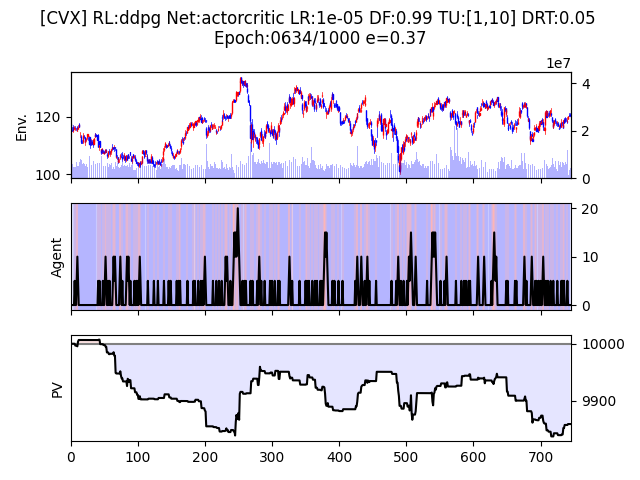 [CVX] RL:ddpg Net:actorcritic LR:1e-05 DF:0.99 TU:[1,10] DRT:0.05
Epoch:0634/1000 e=0.37
1e7
Env.
120
100
4
2
0
Agent
20
10
0
PV
10000
9900
0 100 200 300 400 500 600 700